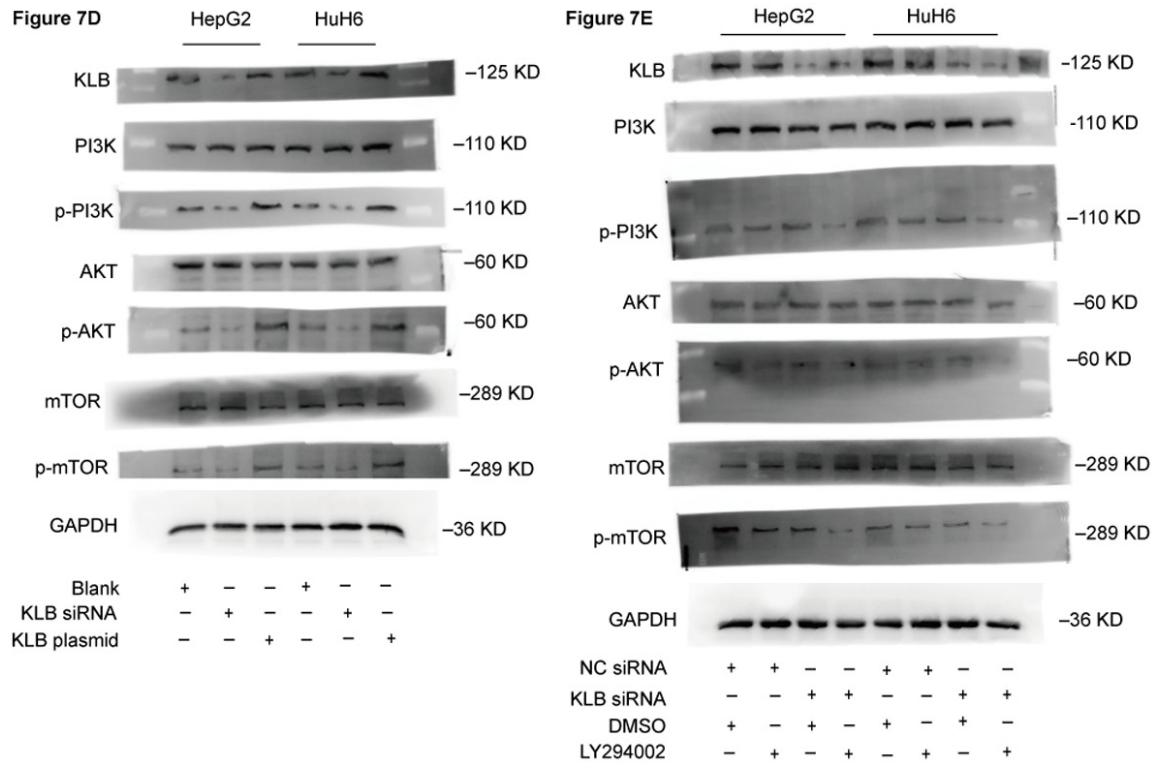 Figure 7D
HepG2 HuH6
KLB –125 KD
PI3K –110 KD
p-PI3K –110 KD
AKT –60 KD
p-AKT –60 KD
mTOR –289 KD
p-mTOR –289 KD
GAPDH –36 KD
Blank + – – + – –
KLB siRNA – + – – + –
KLB plasmid – – + – – +
Figure 7E
HepG2 HuH6
KLB –125 KD
PI3K -110 KD
p-PI3K –110 KD
AKT –60 KD
p-AKT –60 KD
mTOR –289 KD
p-mTOR –289 KD
GAPDH –36 KD
NC siRNA + + – – + + – –
KLB siRNA – – + + – – + +
DMSO + – + – + – + –
LY294002 – + – + – + – +